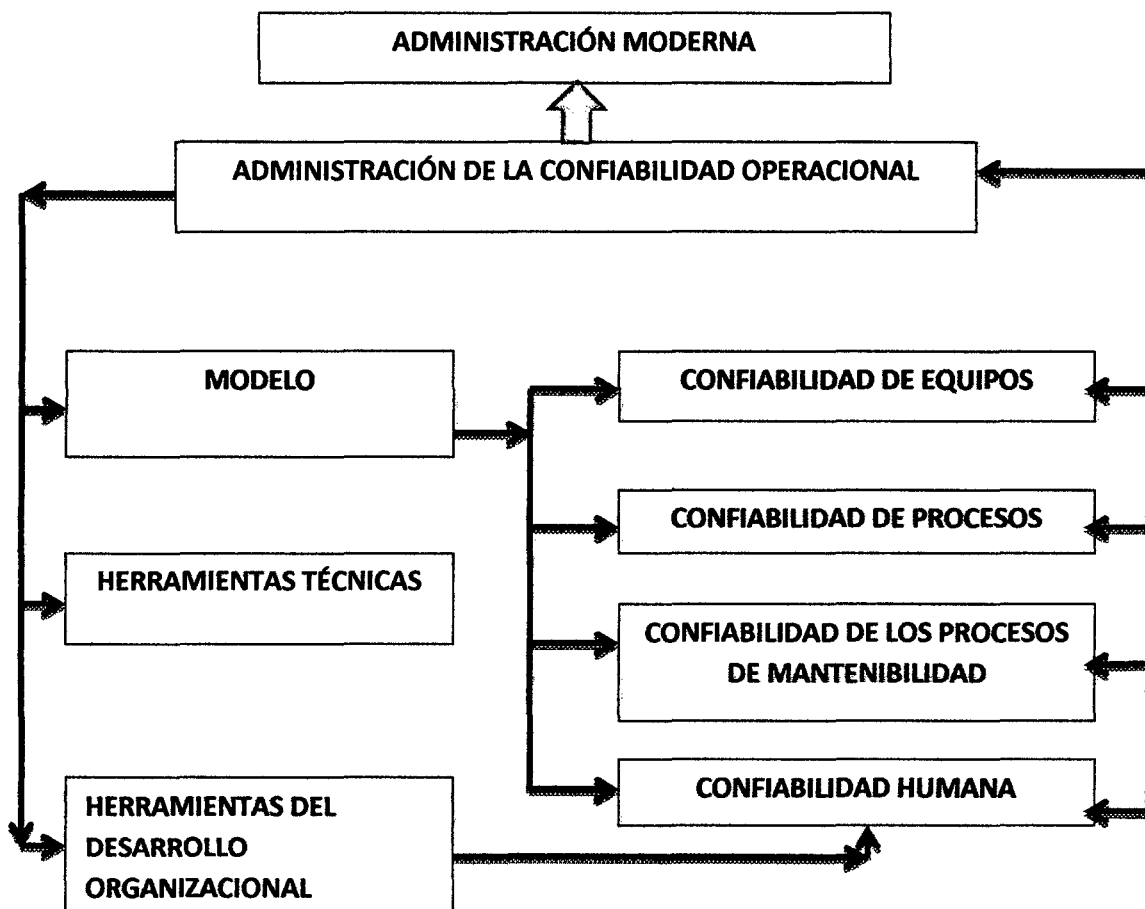 ADMINISTRACIÓN MODERNA
ADMINISTRACIÓN DE LA CONFIABILIDAD OPERACIONAL
MODELO
CONFIABILIDAD DE EQUIPOS
CONFIABILIDAD DE PROCESOS
HERRAMIENTAS TÉCNICAS
CONFIABILIDAD DE LOS PROCESOS
DE MANTENIBILIDAD
CONFIABILIDAD HUMANA
HERRAMIENTAS DEL
DESARROLLO
ORGANIZACIONAL